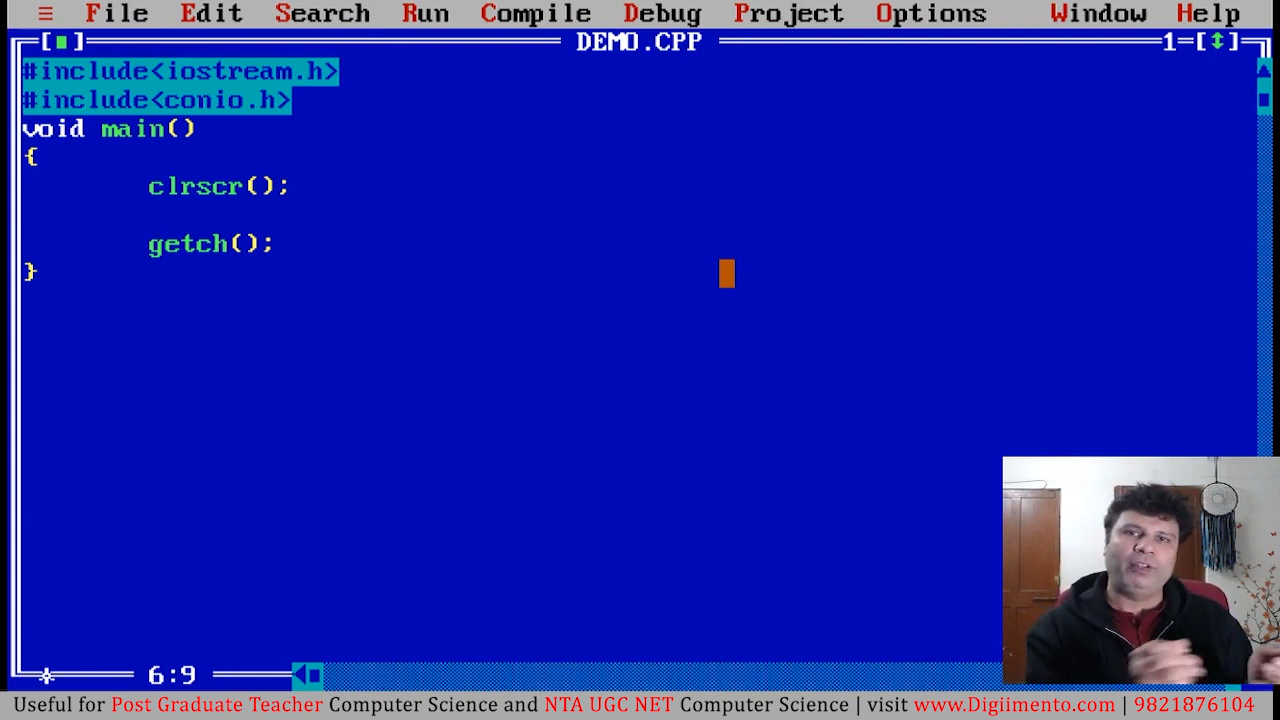 ≡ File Edit Search Run Compile Debug Project Options Window Help
DEMO.CPP 1
#include<iostream.h>
#include<conio.h>
void main()
{
clrscr();
getch();
}
6:9
Useful for Post Graduate Teacher Computer Science and NTA UGC NET Computer Science | visit www.Digiimento.com | 9821876104